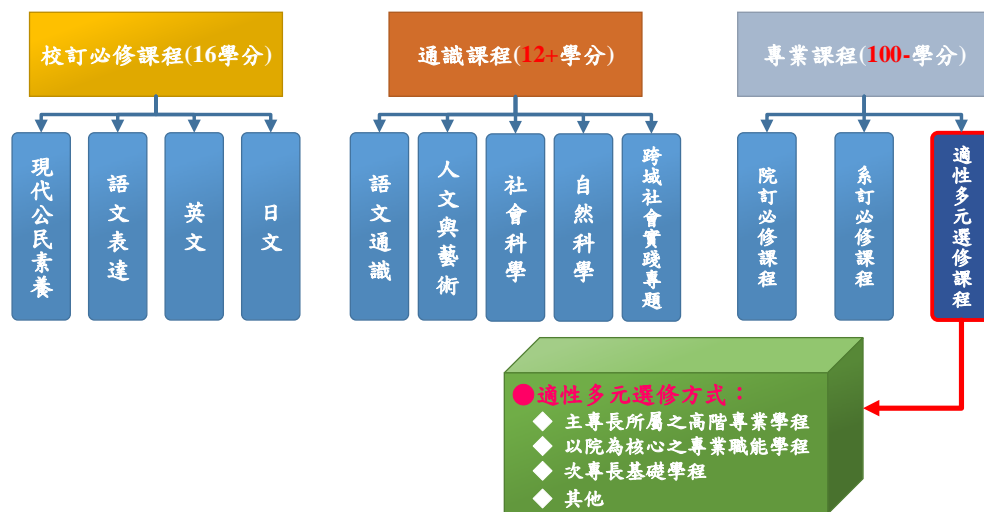 校訂必修課程(16學分)
通識課程(12+學分)
專業課程(100-學分)
現代公民素養
語文表達
英文
日文
語文通識
人文與藝術
社會科學
自然科學
跨域社會實踐專題
院訂必修課程
系訂必修課程
適性多元選修課程
●適性多元選修方式：
◆ 主專長所屬之高階專業學程
◆ 以院為核心之專業職能學程
◆ 次專長基礎學程
◆ 其他